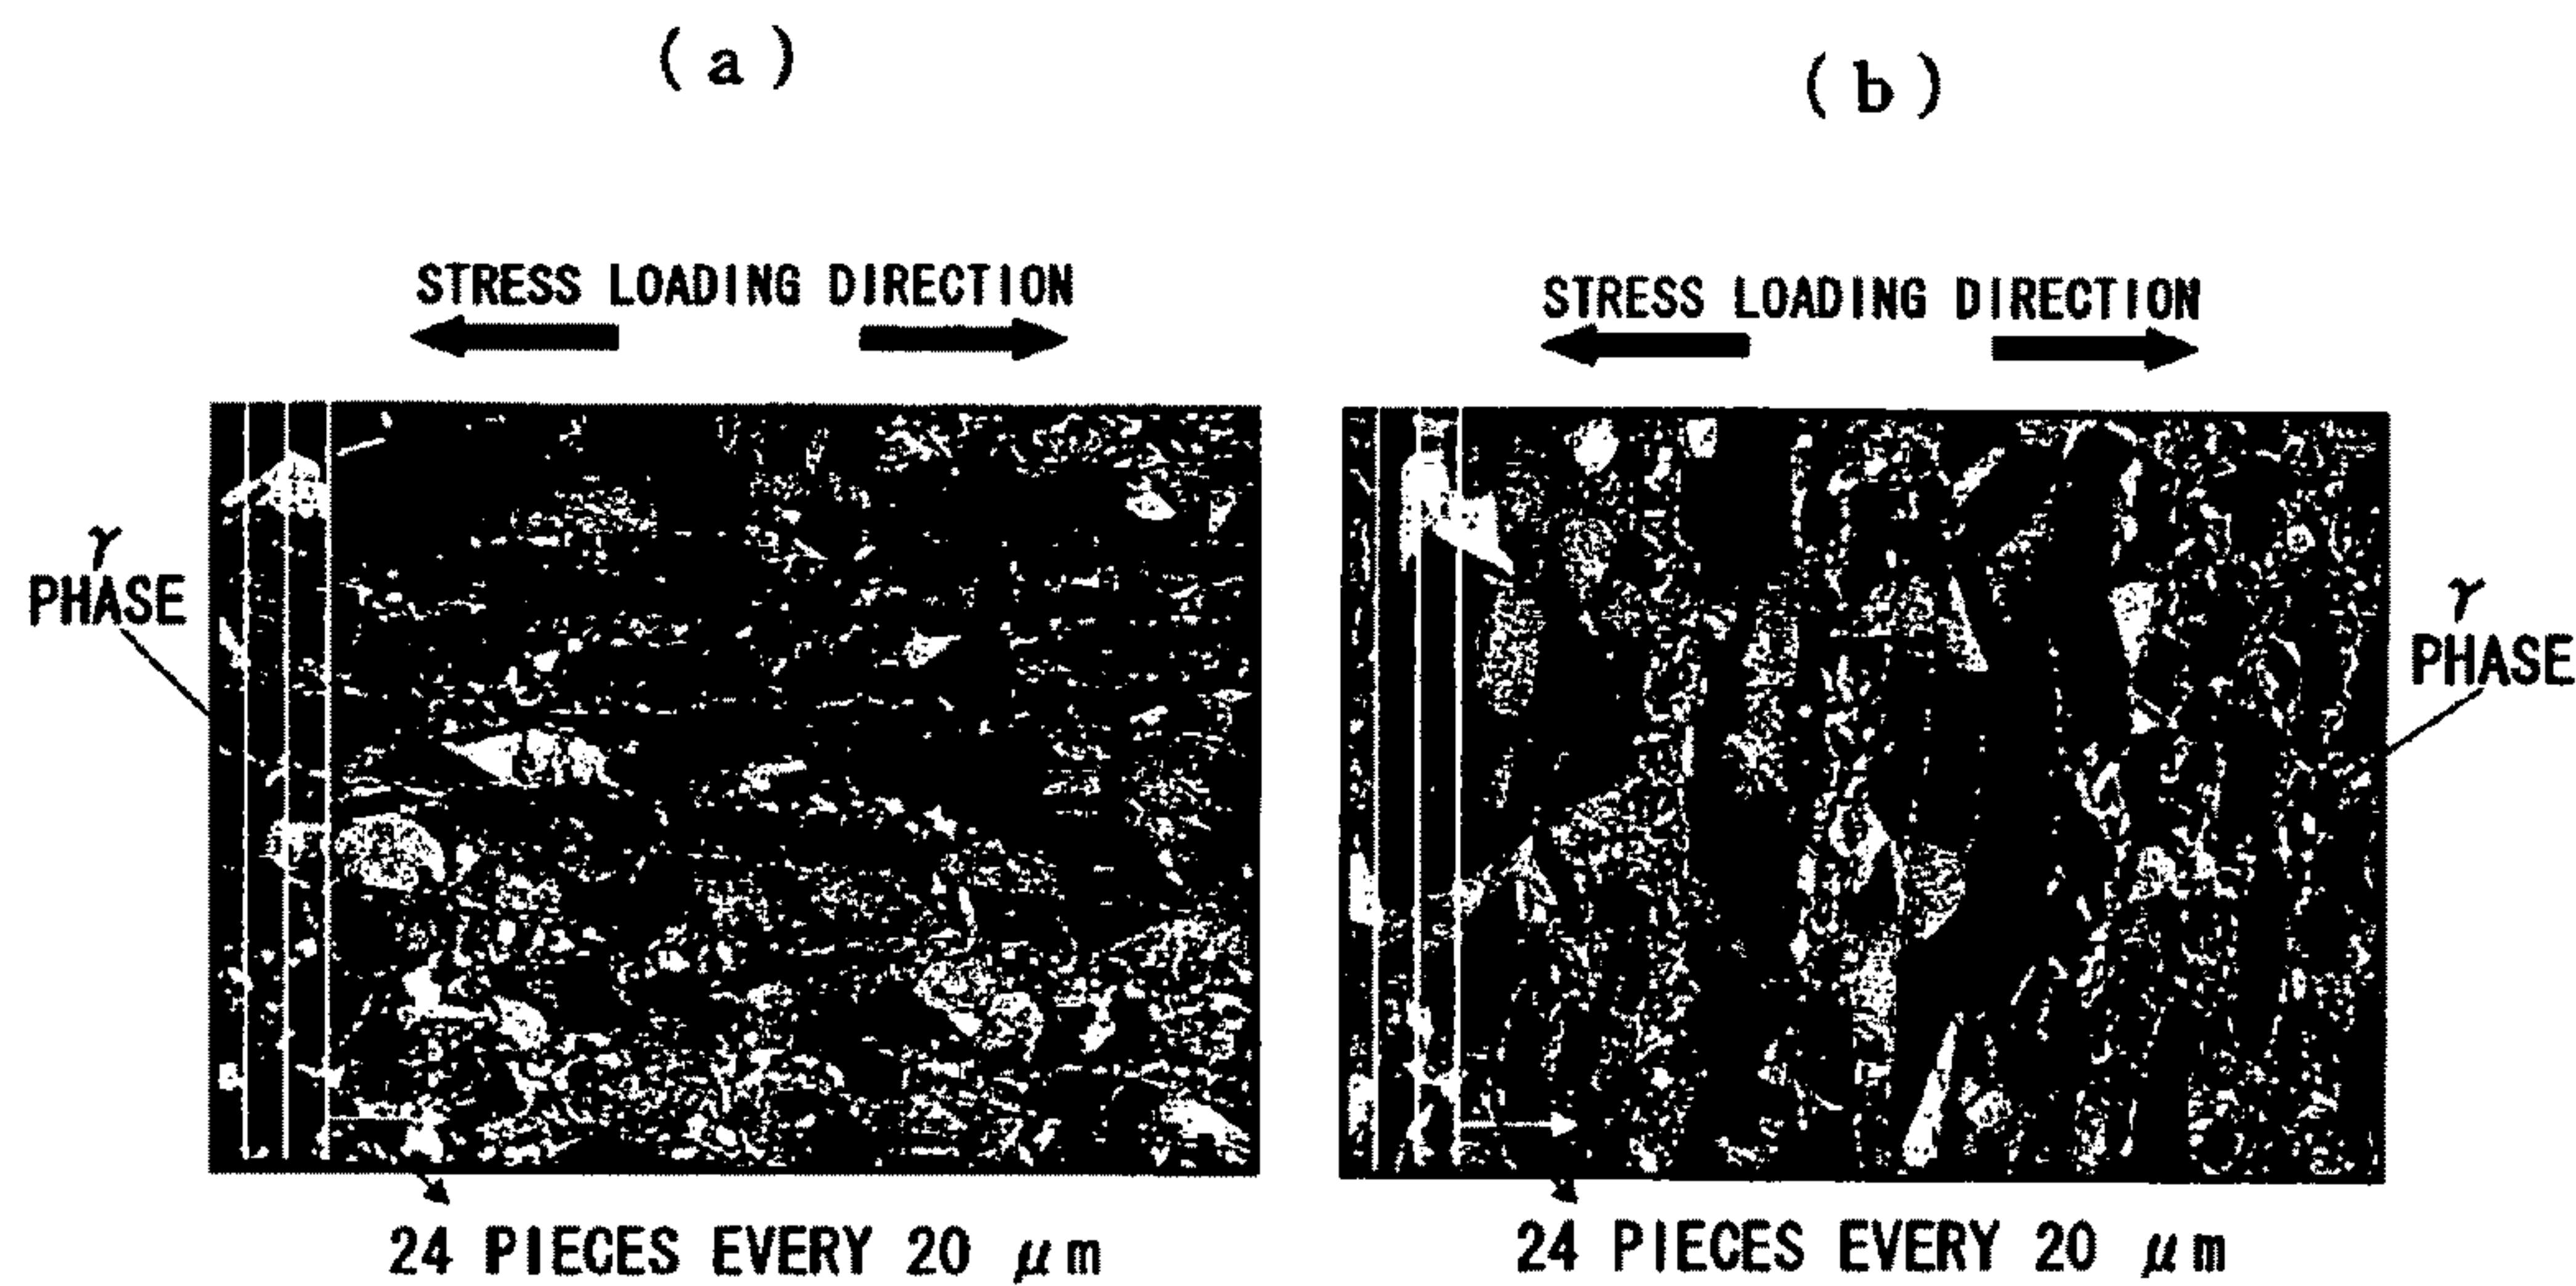 ( a )
STRESS LOADING DIRECTION
γ
PHASE
24 PIECES EVERY 20 μm
( b )
STRESS LOADING DIRECTION
γ
PHASE
24 PIECES EVERY 20 μm